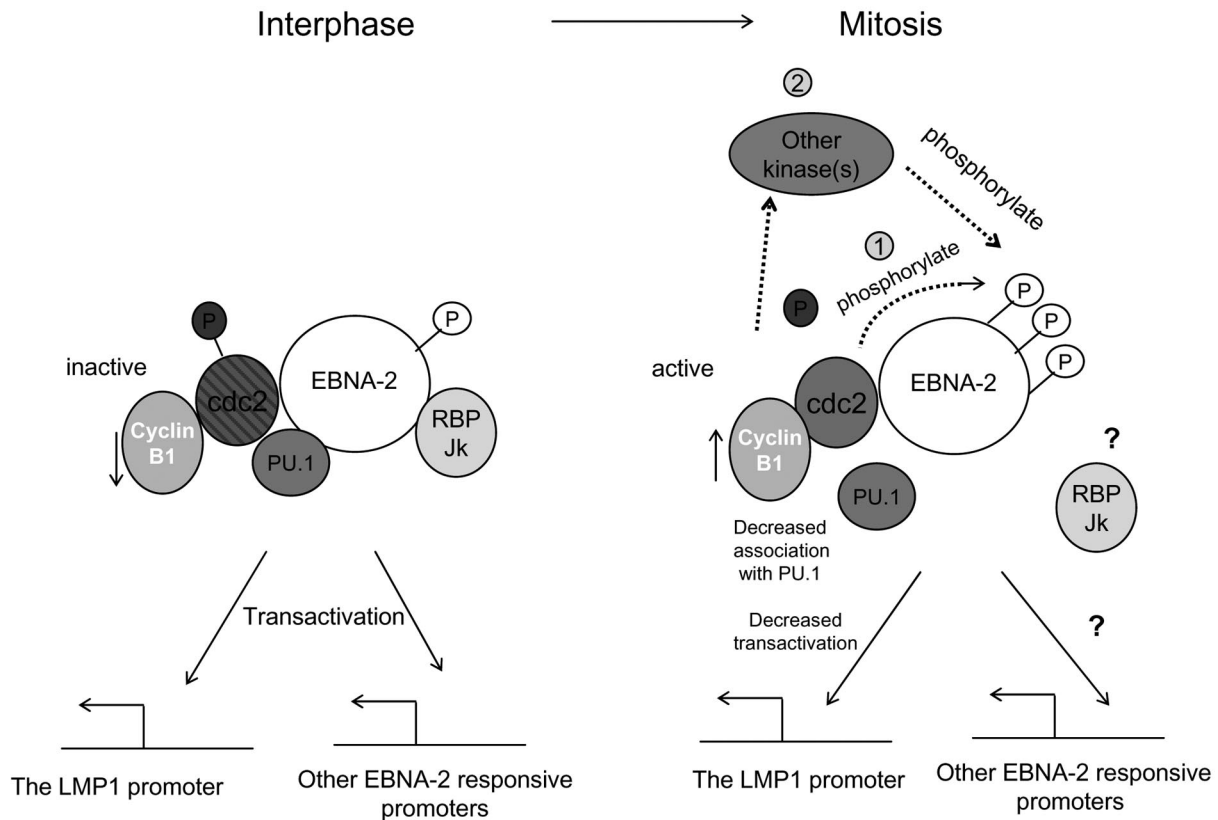 Interphase
Mitosis
2
Other
kinase(s)
phosphorylate
1
phosphorylate
P
P
inactive
cdc2
EBNA-2
Cyclin
B1
PU.1
RBP
Jk
P
P
P
P
active
cdc2
EBNA-2
Cyclin
B1
PU.1
?
RBP
Jk
Decreased
association
with PU.1
Transactivation
Decreased
transactivation
?
The LMP1 promoter
Other EBNA-2 responsive
promoters
The LMP1 promoter
Other EBNA-2 responsive
promoters